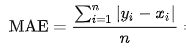 MAE = \frac{\sum_{i=1}^{n} |y_i - x_i|}{n} :